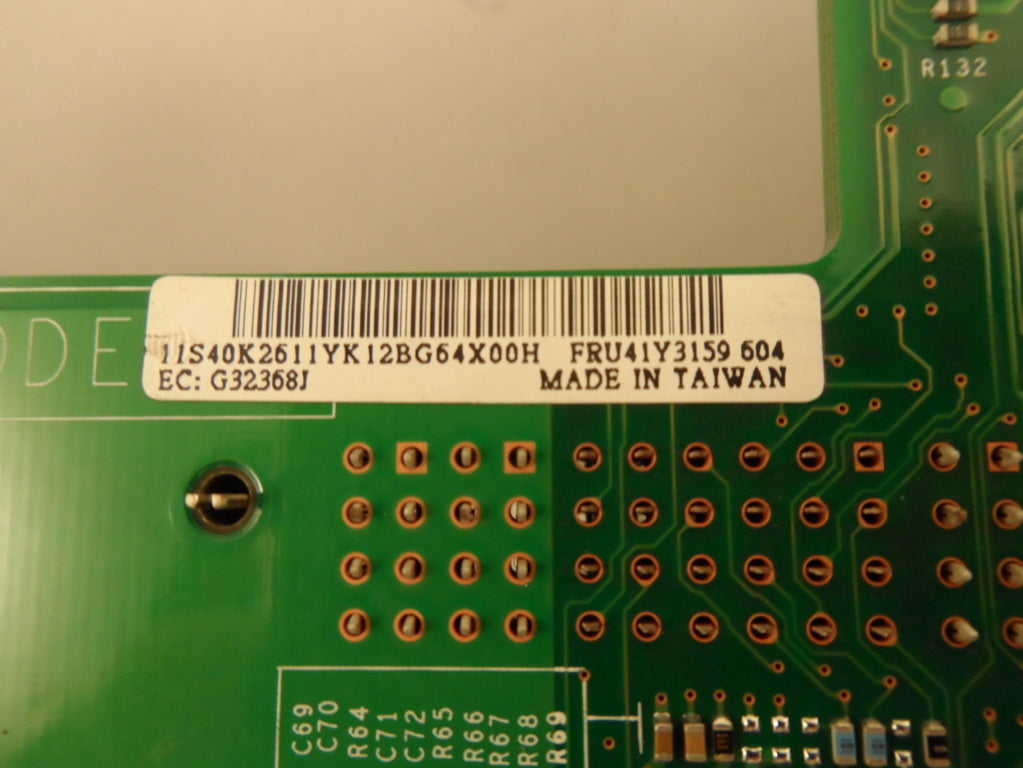 R132
ODE
11S40K2611YK12BG64X00H FRU41Y3159 604
EC: G32368J MADE IN TAIWAN
C69
C70
R64
C71
C72
R65
R66
R67
R68
R69